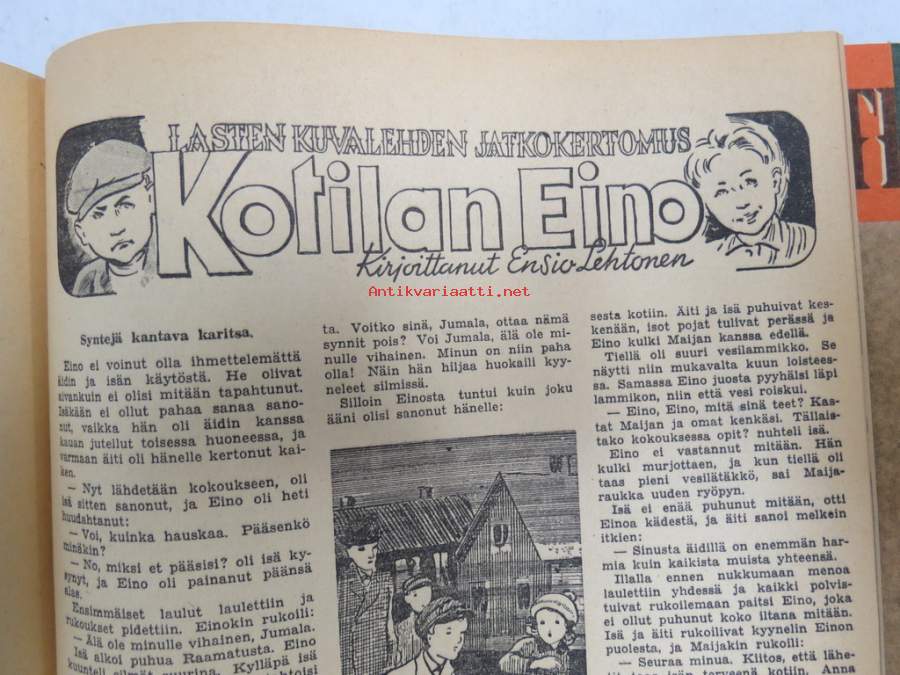 LASTEN KUVALEHDEN JATKOKERTOMUS
Kotilan Eino
Kirjoittanut Ensio Lehtonen
Antikvariaatti.net
Syntejä kantava karitsa.
Eino ei voinut olla ihmettelemättä
äidin ja isän käytöstä. He olivat
aivankuin ei olisi mitään tapahtunut.
Isäkään ei ollut pahaa sanaa sano-
nut, vaikka hän oli äidin kanssa
kauan jutellut toisessa huoneessa, ja
varmaan äiti oli hänelle kertonut kai-
ken.
— Nyt lähdetään kokoukseen, oli
isä sitten sanonut, ja Eino oli heti
huudahtanut:
— Voi, kuinka hauskaa. Pääsenkö
minäkin?
— No, miksi et pääsisi? oli isä ky-
synyt, ja Eino oli painanut päänsä
alas.
Ensimmäiset laulut laulettiin ja
rukoukset pidettiin. Einokin rukoili:
— Älä ole minulle vihainen, Jumala.
Isä alkoi puhua Raamatusta. Eino
kuunteli silmät suurina. Kylläpä isä
ta. Voitko sinä, Jumala, ottaa nämä
synnit pois? Voi Jumala, älä ole mi-
nulle vihainen. Minun on niin paha
olla! Näin hän hiljaa huokaili kyy-
neleet silmissä.
Silloin Einosta tuntui kuin joku
ääni olisi sanonut hänelle:
sesta kotiin. Äiti ja isä puhuivat kes-
kenään, isot pojat tulivat perässä ja
Eino kulki Maijan kanssa edellä.
Tiellä oli suuri vesilammikko. Se
näytti niin mukavalta kuun loistees-
sa. Samassa Eino juosta pyyhälsi läpi
lammikon, niin että vesi roiskui.
— Eino, Eino, mitä sinä teet? Kas-
tat Maijan ja omat kenkäsi. Tällais-
tako kokouksessa opit? nuhteli isä.
Eino ei vastannut mitään. Hän
kulki murjottaen, ja kun tiellä oli
taas pieni vesilätäkkö, sai Maija-
raukka uuden ryöpyn.
Isä ei enää puhunut mitään, otti
Einoa kädestä, ja äiti sanoi melkein
itkien:
— Sinusta äidillä on enemmän har-
mia kuin kaikista muista yhteensä.
Illalla ennen nukkumaan menoa
laulettiin yhdessä ja kaikki polvis-
tuivat rukoilemaan paitsi Eino, joka
ei ollut puhunut koko iltana mitään.
Isä ja äiti rukoilivat kyynelin Einon
puolesta, ja Maijakin rukoili:
— Seuraa minua. Kiitos, että lähe-